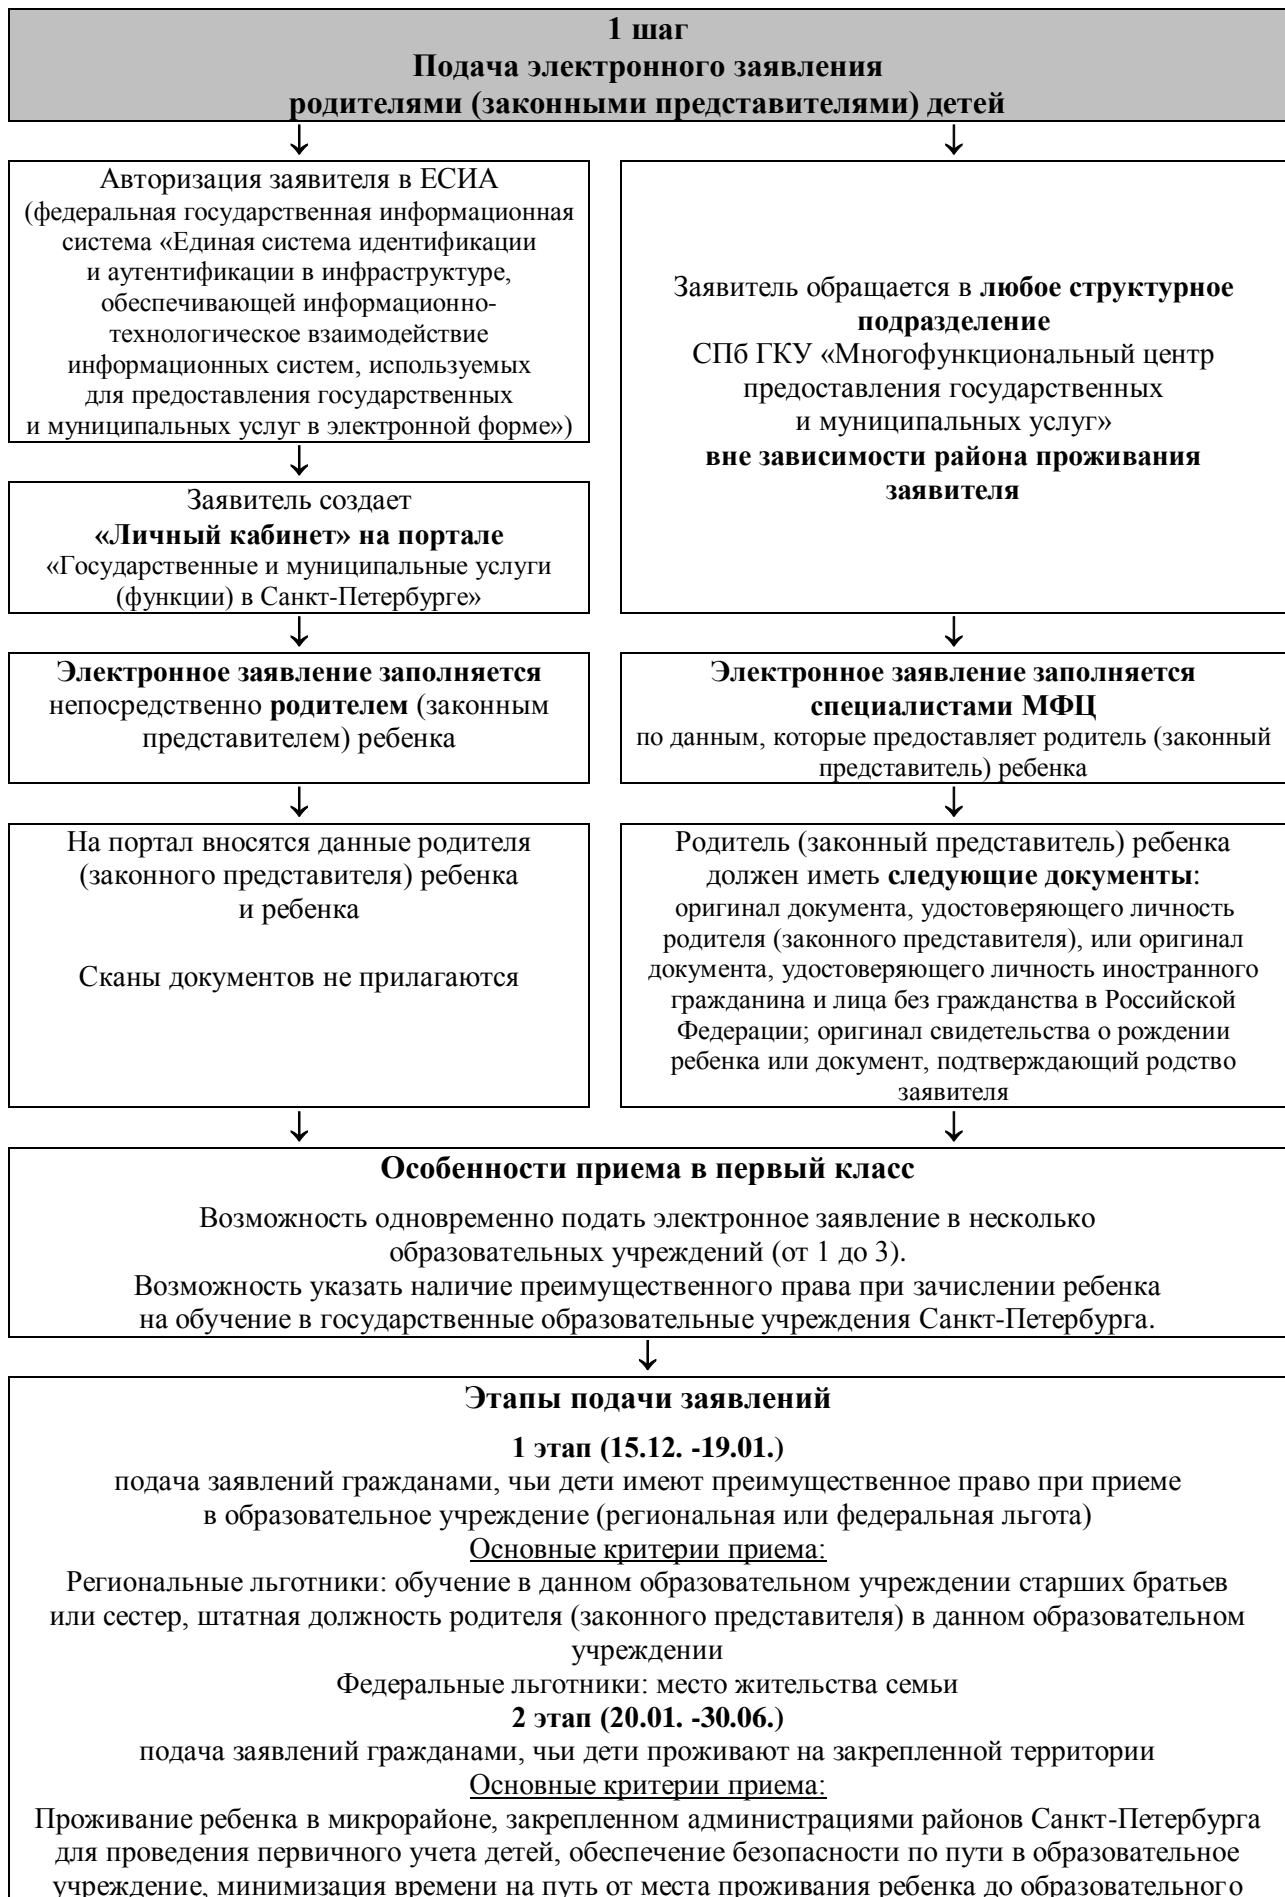 1 шаг
Подача электронного заявления
родителями (законными представителями) детей
Авторизация заявителя в ЕСИА
(федеральная государственная информационная
система «Единая система идентификации
и аутентификации в инфраструктуре,
обеспечивающей информационно-
технологическое взаимодействие
информационных систем, используемых
для предоставления государственных
и муниципальных услуг в электронной форме»)
Заявитель создает
«Личный кабинет» на портале
«Государственные и муниципальные услуги
(функции) в Санкт-Петербурге»
Заявитель обращается в любое структурное
подразделение
СПб ГКУ «Многофункциональный центр
предоставления государственных
и муниципальных услуг»
вне зависимости района проживания
заявителя
Электронное заявление заполняется
непосредственно родителем (законным
представителем) ребенка
Электронное заявление заполняется
специалистами МФЦ
по данным, которые предоставляет родитель (законный
представитель) ребенка
На портал вносятся данные родителя
(законного представителя) ребенка
и ребенка
Сканы документов не прилагаются
Родитель (законный представитель) ребенка
должен иметь следующие документы:
оригинал документа, удостоверяющего личность
родителя (законного представителя), или оригинал
документа, удостоверяющего личность иностранного
гражданина и лица без гражданства в Российской
Федерации; оригинал свидетельства о рождении
ребенка или документ, подтверждающий родство
заявителя
Особенности приема в первый класс
Возможность одновременно подать электронное заявление в несколько
образовательных учреждений (от 1 до 3).
Возможность указать наличие преимущественного права при зачислении ребенка
на обучение в государственные образовательные учреждения Санкт-Петербурга.
Этапы подачи заявлений
1 этап (15.12. -19.01.)
подача заявлений гражданами, чьи дети имеют преимущественное право при приеме
в образовательное учреждение (региональная или федеральная льгота)
Основные критерии приема:
Региональные льготники: обучение в данном образовательном учреждении старших братьев
или сестер, штатная должность родителя (законного представителя) в данном образовательном
учреждении
Федеральные льготники: место жительства семьи
2 этап (20.01. -30.06.)
подача заявлений гражданами, чьи дети проживают на закрепленной территории
Основные критерии приема:
Проживание ребенка в микрорайоне, закрепленном администрациями районов Санкт-Петербурга
для проведения первичного учета детей, обеспечение безопасности по пути в образовательное
учреждение, минимизация времени на путь от места проживания ребенка до образовательного